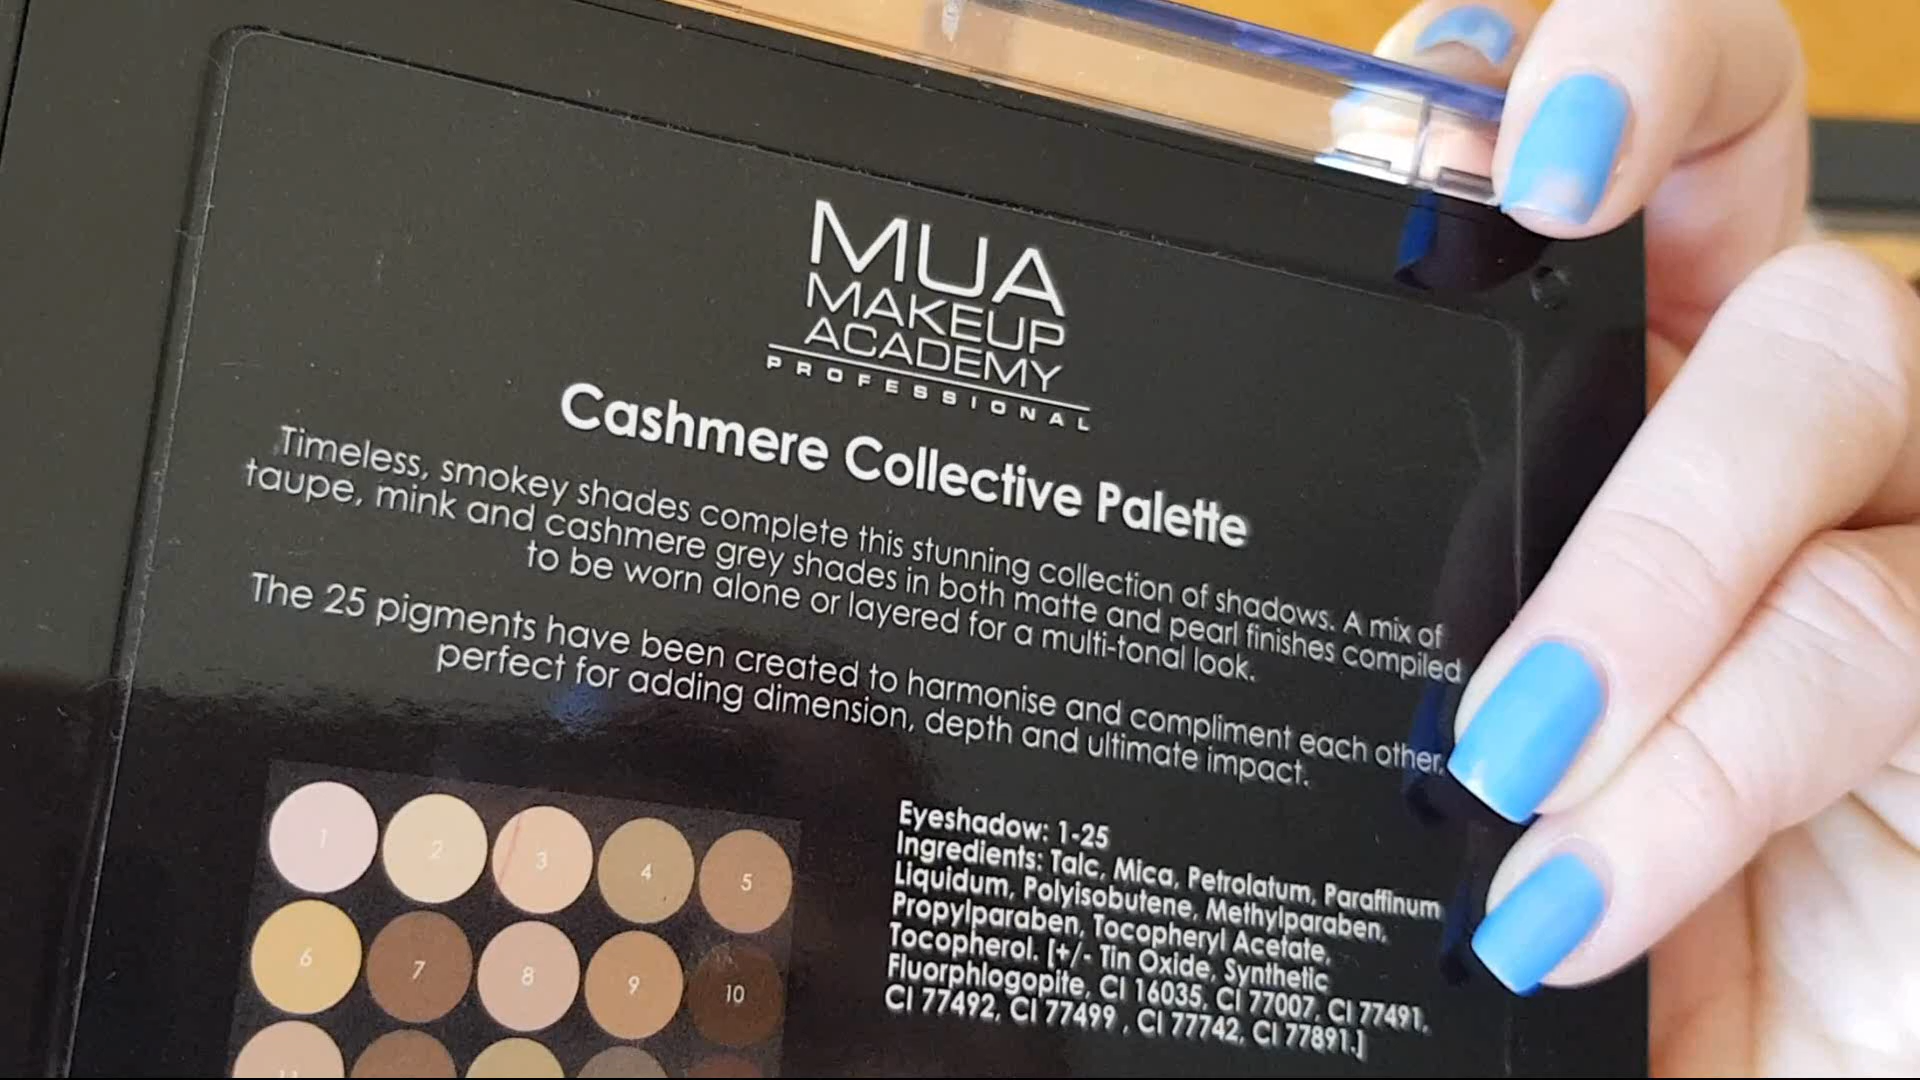 MUA
MAKEUP
ACADEMY
PROFESSIONAL
Cashmere Collective Palette
Timeless, smokey shades complete this stunning collection of shadows. A mix of
taupe, mink and cashmere grey shades in both matte and pearl finishes compiled
to be worn alone or layered for a multi-tonal look.
The 25 pigments have been created to harmonise and compliment each other,
perfect for adding dimension, depth and ultimate impact.
1 2 3 4 5
6 7 8 9 10
11
Eyeshadow: 1-25
Ingredients: Talc, Mica, Petrolatum, Paraffinum
Liquidum, Polyisobutene, Methylparaben,
Propylparaben, Tocopheryl Acetate,
Tocopherol. [+/- Tin Oxide, Synthetic
Fluorphlogopite, CI 16035, CI 77007, CI 77491,
CI 77492, CI 77499 , CI 77742, CI 77891.]